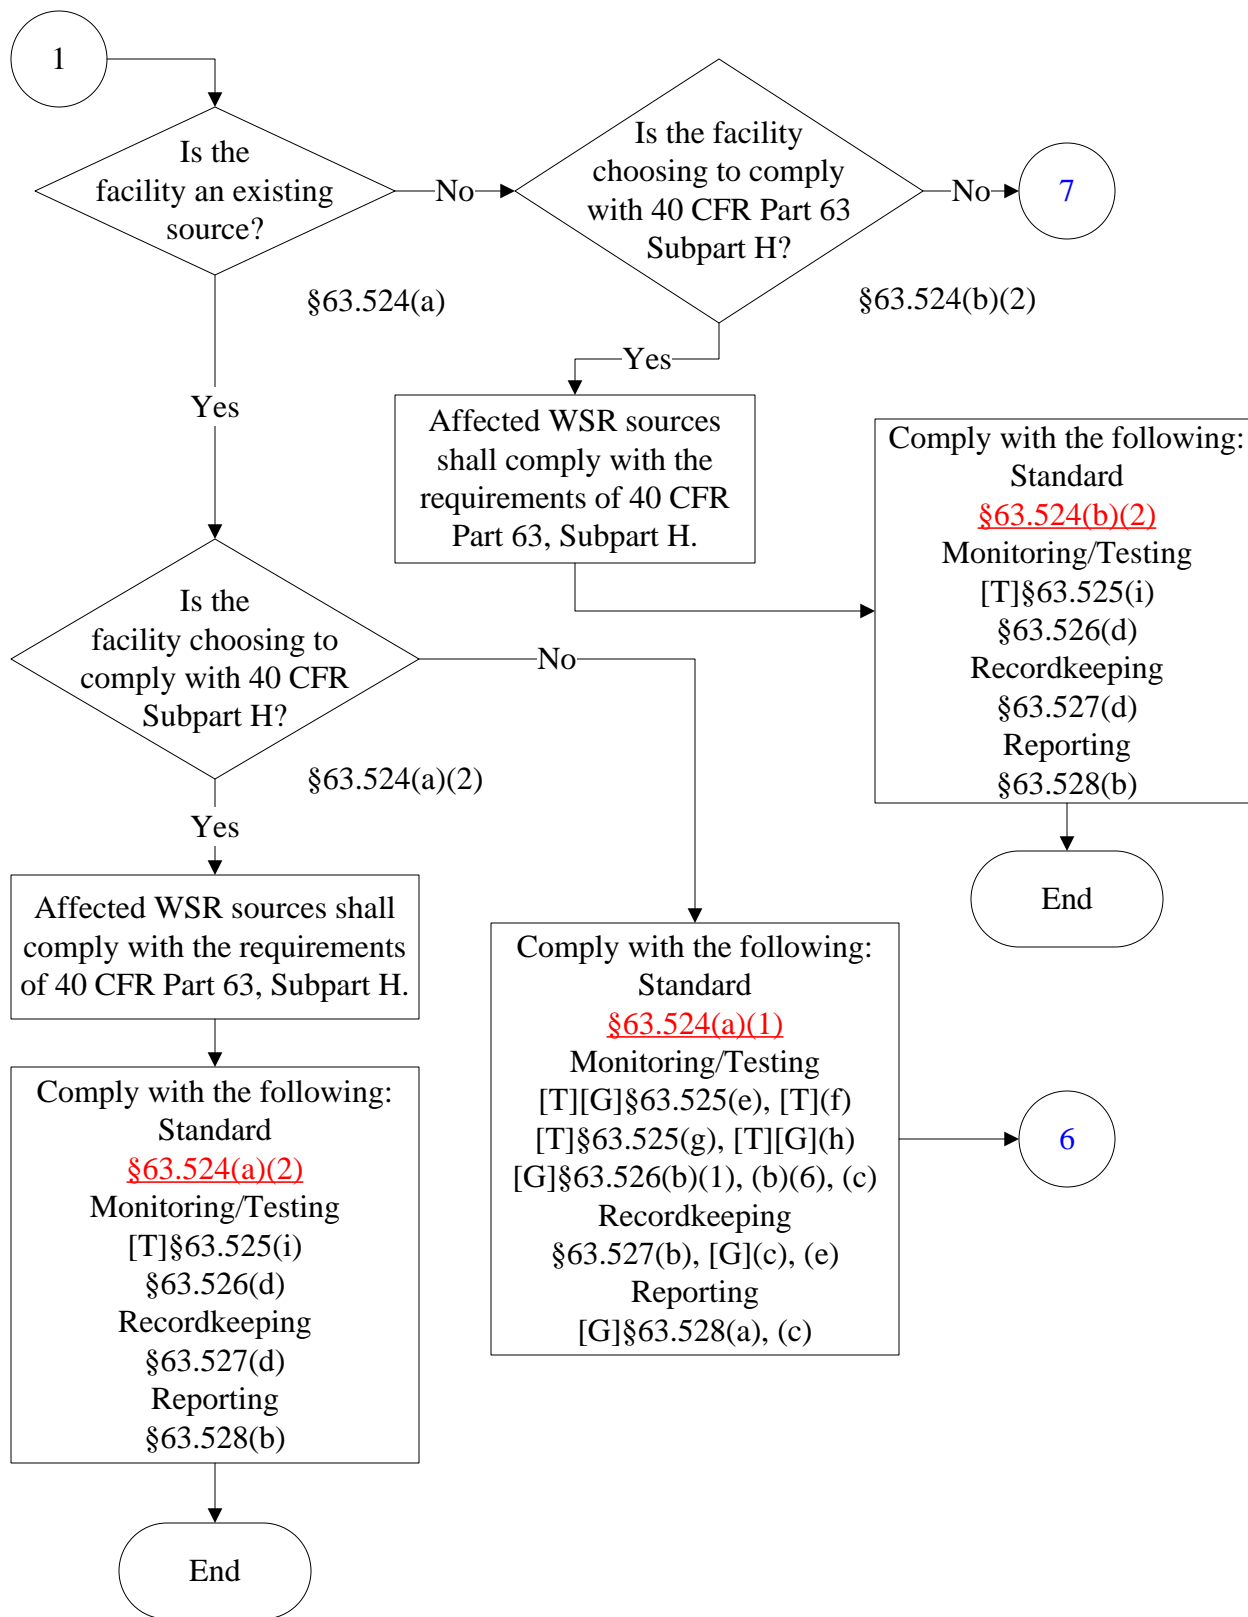 1
Is the
facility an existing
source?
No
Is the facility
choosing to comply
with 40 CFR Part 63
Subpart H?
No
7
§63.524(a)
§63.524(b)(2)
Yes
Yes
Affected WSR sources
shall comply with the
requirements of 40 CFR
Part 63, Subpart H.
Comply with the following:
Standard
§63.524(b)(2)
Monitoring/Testing
[T]§63.525(i)
§63.526(d)
Recordkeeping
§63.527(d)
Reporting
§63.528(b)
End
Is the
facility choosing to
comply with 40 CFR
Subpart H?
No
§63.524(a)(2)
Yes
Affected WSR sources shall
comply with the requirements
of 40 CFR Part 63, Subpart H.
Comply with the following:
Standard
§63.524(a)(2)
Monitoring/Testing
[T]§63.525(i)
§63.526(d)
Recordkeeping
§63.527(d)
Reporting
§63.528(b)
End
Comply with the following:
Standard
§63.524(a)(1)
Monitoring/Testing
[T][G]§63.525(e), [T](f)
[T]§63.525(g), [T][G](h)
[G]§63.526(b)(1), (b)(6), (c)
Recordkeeping
§63.527(b), [G](c), (e)
Reporting
[G]§63.528(a), (c)
6